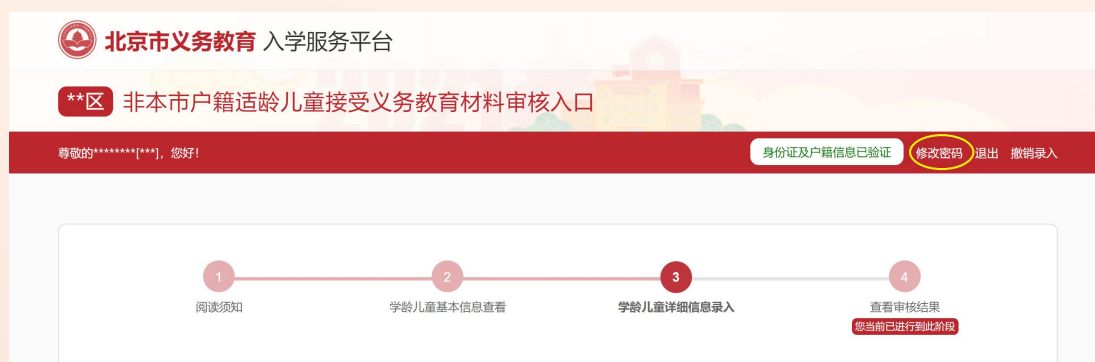 北京市义务教育 入学服务平台
**区 非本市户籍适龄儿童接受义务教育材料审核入口
尊敬的********[***]，您好！ 身份证及户籍信息已验证 修改密码 退出 撤销录入
1 2 3 4
阅读须知 学龄儿童基本信息查看 学龄儿童详细信息录入 查看审核结果
您当前已进行到此阶段